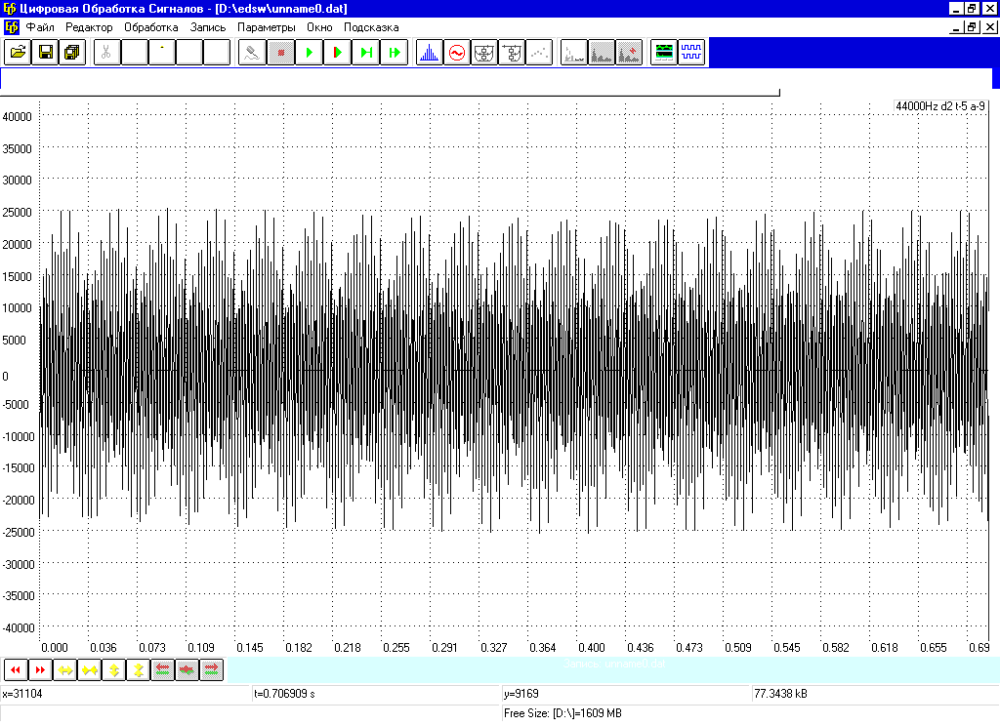 Цифровая Обработка Сигналов - [D:\edsw\unname0.dat]
Файл Редактор Обработка Запись Параметры Окно Подсказка
44000Hz d2 t-5 a-9
40000
35000
30000
25000
20000
15000
10000
5000
0
-5000
-10000
-15000
-20000
-25000
-30000
-35000
-40000
0.000 0.036 0.073 0.109 0.145 0.182 0.218 0.255 0.291 0.327 0.364 0.400 0.436 0.473 0.509 0.545 0.582 0.618 0.655 0.69
Запись: unname0.dat
x=31104 t=0.706909 s y=9169 77.3438 kB
Free Size: [D:\]=1609 MB